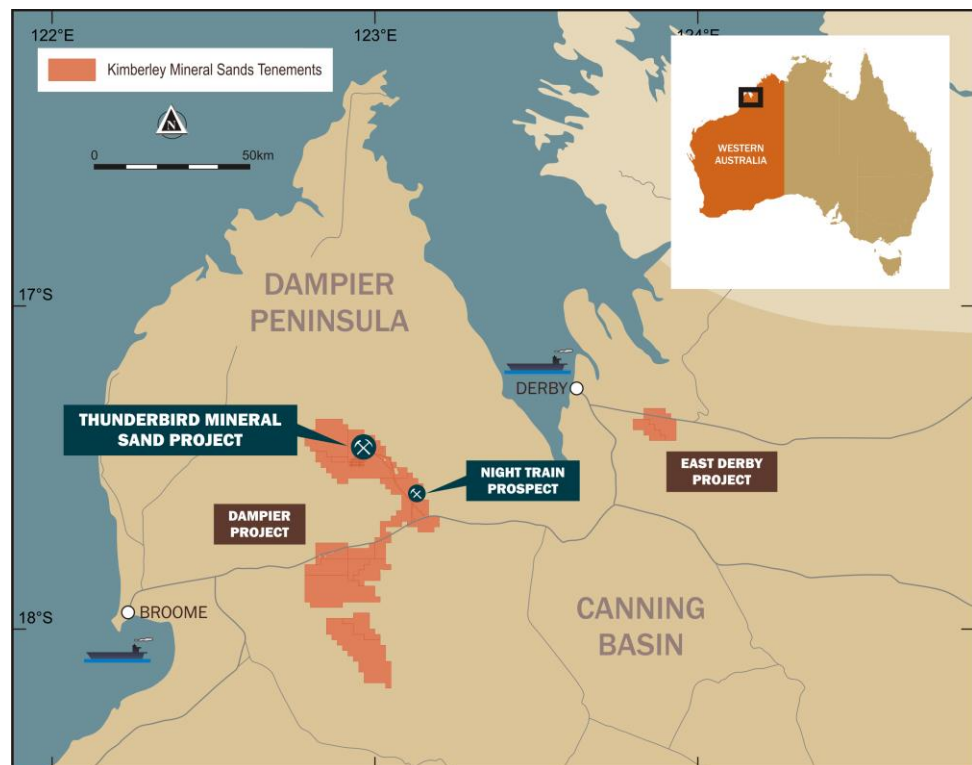 122°E
123°E
124°E
Kimberley Mineral Sands Tenements
N
0
50km
WESTERN
AUSTRALIA
17°S
DAMPIER
PENINSULA
DERBY
THUNDERBIRD MINERAL
SAND PROJECT
NIGHT TRAIN
PROSPECT
EAST DERBY
PROJECT
DAMPIER
PROJECT
18°S
BROOME
CANNING
BASIN